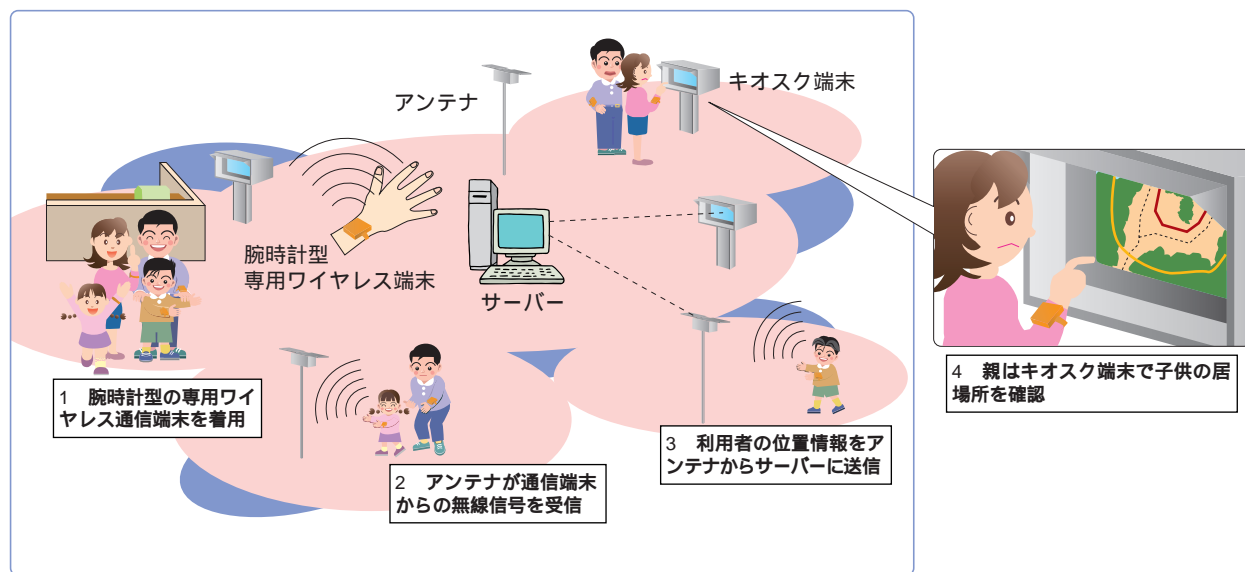 キオスク端末
アンテナ
腕時計型
専用ワイヤレス端末
サーバー
1　腕時計型の専用ワイ
ヤレス通信端末を着用
2　アンテナが通信端末
からの無線信号を受信
3　利用者の位置情報をア
ンテナからサーバーに送信
4　親はキオスク端末で子供の居
場所を確認